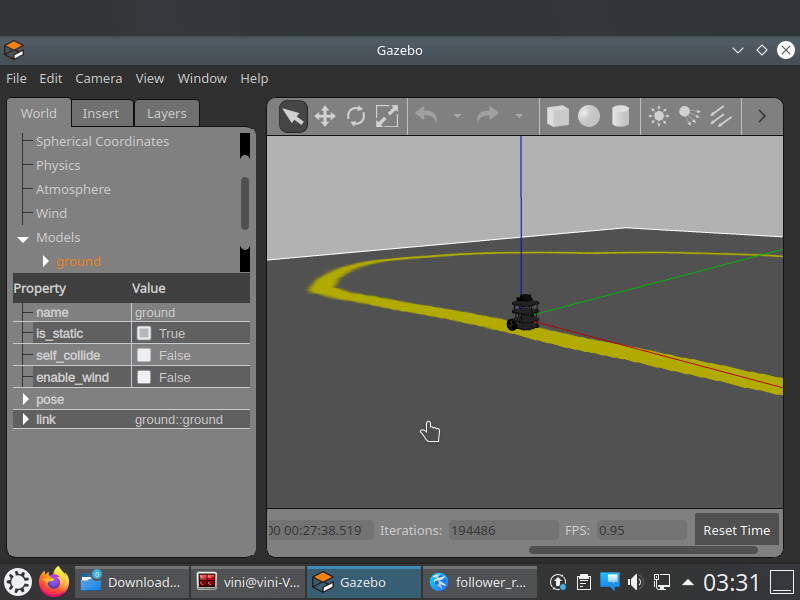 Gazebo
File Edit Camera View Window Help
World Insert Layers
Spherical Coordinates
Physics
Atmosphere
Wind
Models
ground
Property Value
name ground
is_static True
self_collide False
enable_wind False
pose
link ground::ground
00 00:27:38.519 Iterations: 194486 FPS: 0.95 Reset Time
Download... vini@vini-V... Gazebo follower_r... 03:31